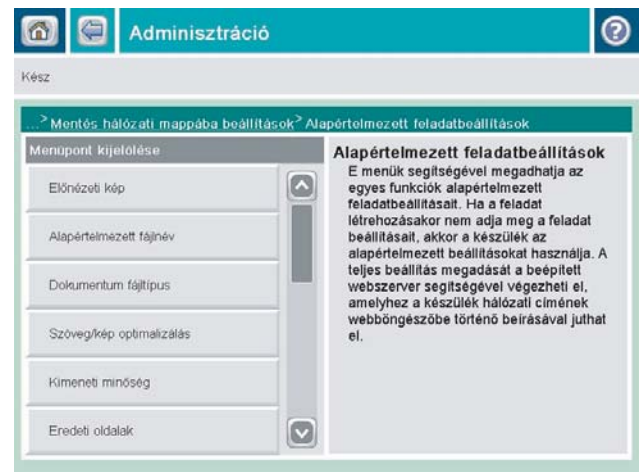 Adminisztráció
?
Kész
...> Mentés hálózati mappába beállítások> Alapértelmezett feladatbeállítások
Menüpont kijelölése
Előnézeti kép
Alapértelmezett fájlnév
Dokumentum fájltípus
Szöveg/kép optimalizálás
Kimeneti minőség
Eredeti oldalak
Alapértelmezett feladatbeállítások
E menük segítségével megadhatja az
egyes funkciók alapértelmezett
feladatbeállításait. Ha a feladat
létrehozásakor nem adja meg a feladat
beállításait, akkor a készülék az
alapértelmezett beállításokat használja. A
teljes beállítás megadását a beépített
webszerver segítségével végezheti el,
amelyhez a készülék hálózati címének
webböngészőbe történő beírásával juthat
el.